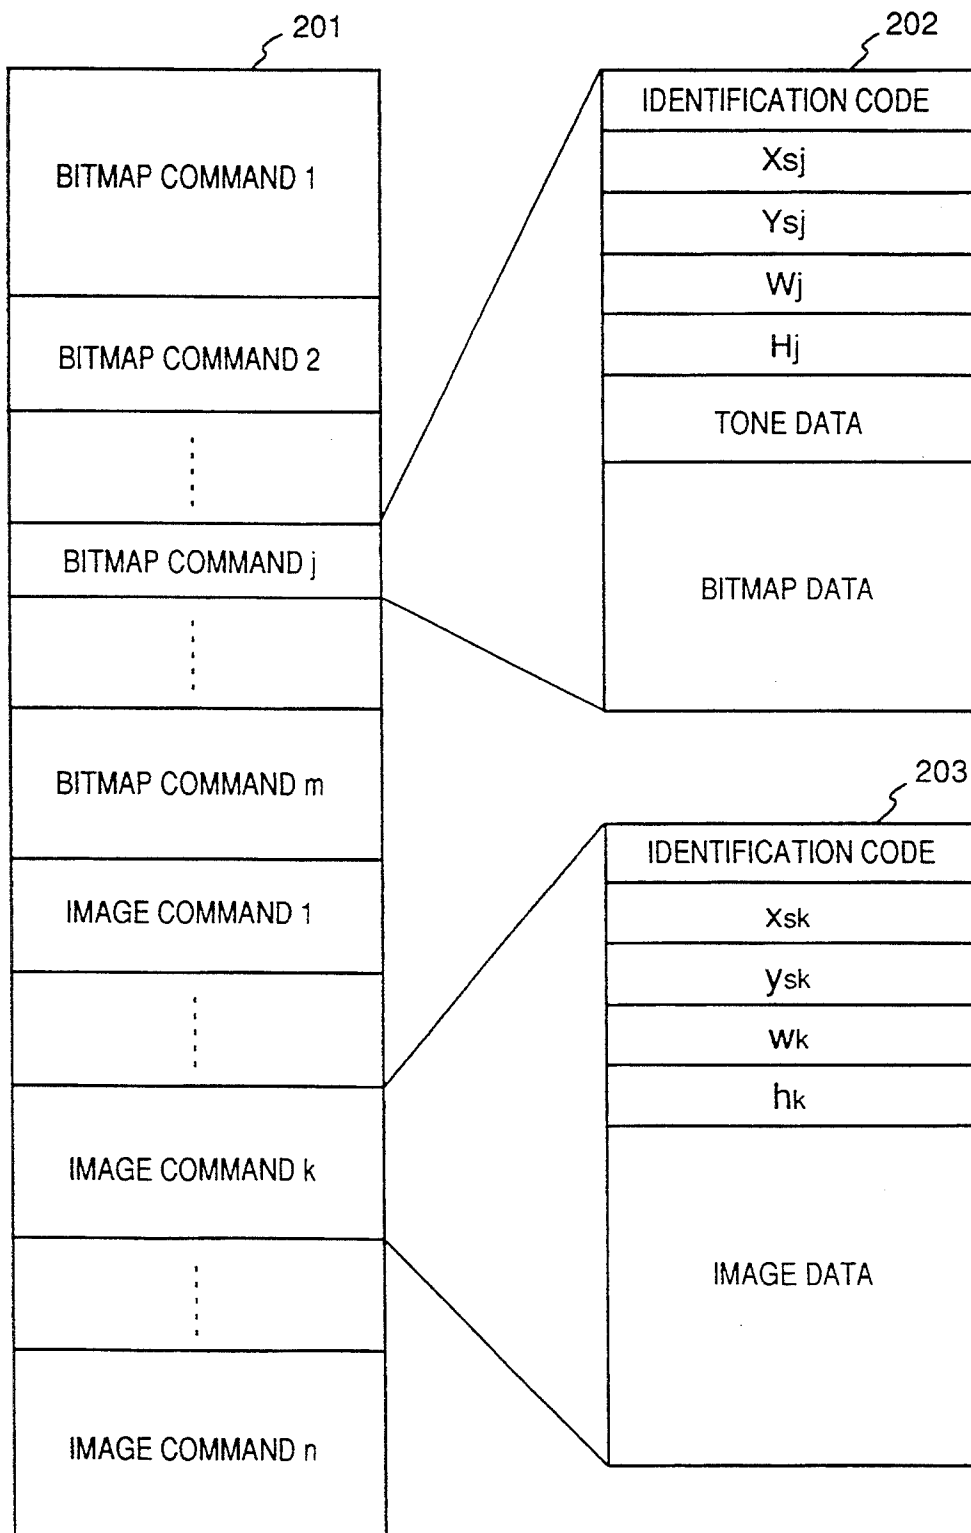 201
BITMAP COMMAND 1
BITMAP COMMAND 2
BITMAP COMMAND j
BITMAP COMMAND m
IMAGE COMMAND 1
IMAGE COMMAND k
IMAGE COMMAND n
202
IDENTIFICATION CODE
Xsj
Ysj
Wj
Hj
TONE DATA
BITMAP DATA
203
IDENTIFICATION CODE
xsk
ysk
wk
hk
IMAGE DATA